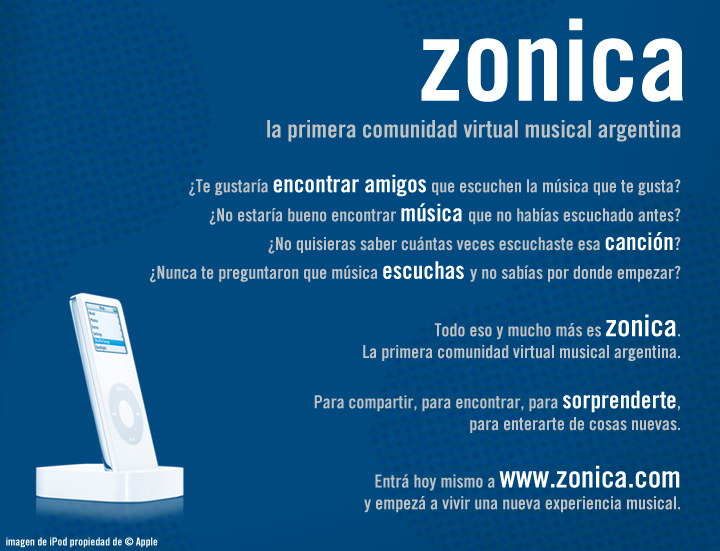 zonica
la primera comunidad virtual musical argentina
¿Te gustaría encontrar amigos que escuchen la música que te gusta?
¿No estaría bueno encontrar música que no habías escuchado antes?
¿No quisieras saber cuántas veces escuchaste esa canción?
¿Nunca te preguntaron que música escuchas y no sabías por donde empezar?
Todo eso y mucho más es zonica.
La primera comunidad virtual musical argentina.
Para compartir, para encontrar, para sorprenderte,
para enterarte de cosas nuevas.
Entrá hoy mismo a www.zonica.com
y empezá a vivir una nueva experiencia musical.
imagen de iPod propiedad de © Apple